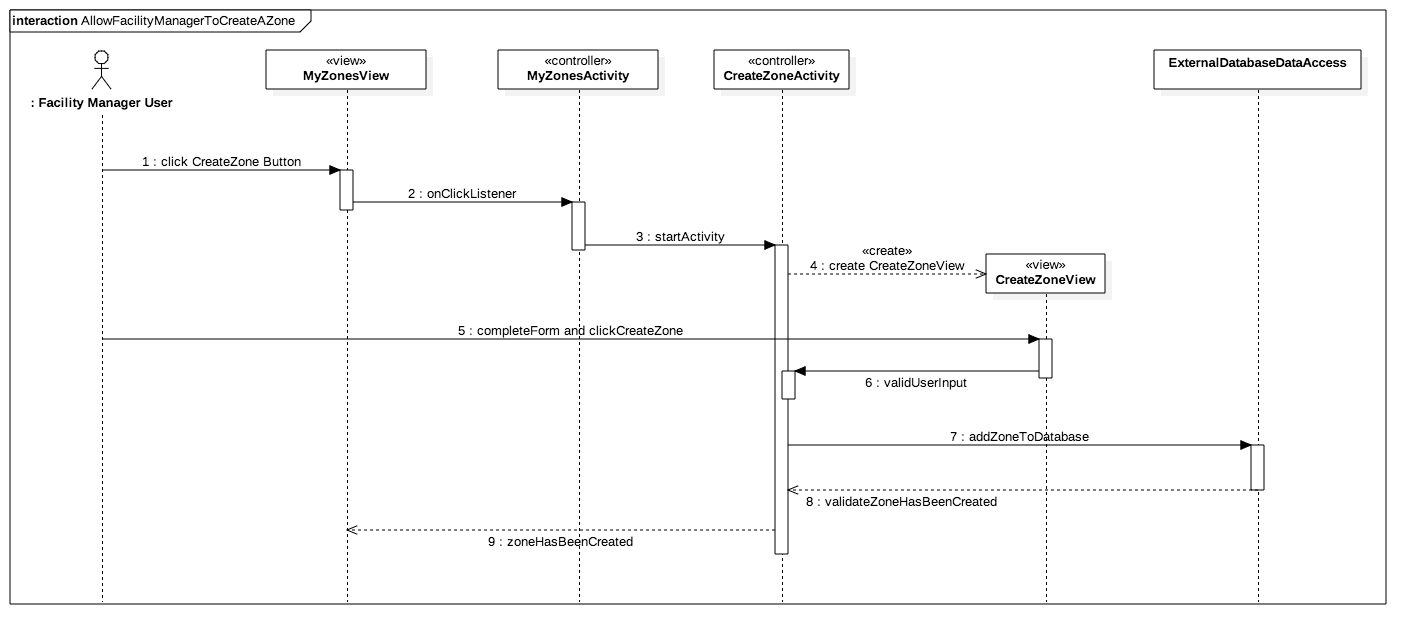 interaction AllowFacilityManagerToCreateAZone
: Facility Manager User
«view»
MyZonesView
«controller»
MyZonesActivity
«controller»
CreateZoneActivity
ExternalDatabaseDataAccess
1 : click CreateZone Button
2 : onClickListener
3 : startActivity
«create»
4 : create CreateZoneView
«view»
CreateZoneView
5 : completeForm and clickCreateZone
6 : validUserInput
7 : addZoneToDatabase
8 : validateZoneHasBeenCreated
9 : zoneHasBeenCreated